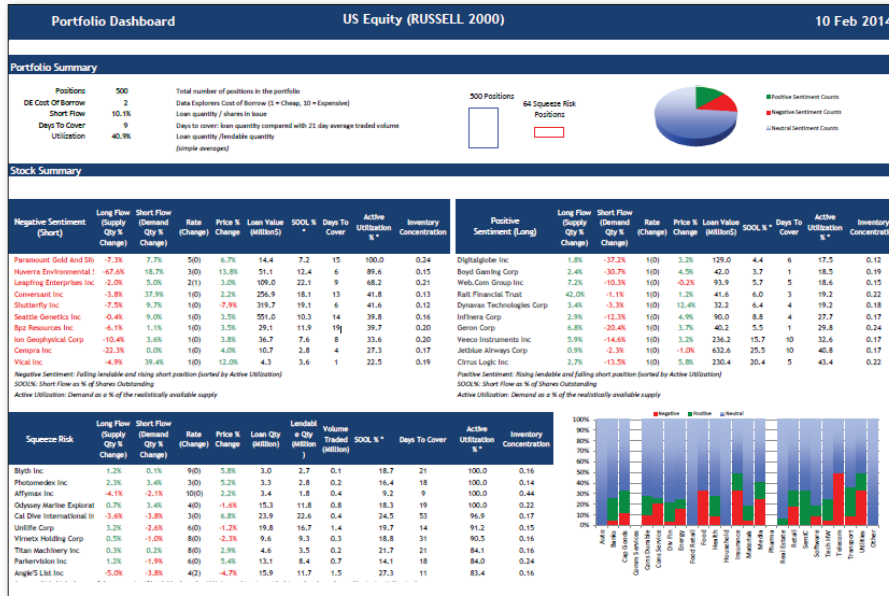 Portfolio Dashboard US Equity (RUSSELL 2000) 10 Feb 2014
Portfolio Summary
Positions 500 Total number of positions in the portfolio
DE Cost Of Borrow 2 Data Explorers Cost of Borrow (1 = Cheap, 10 = Expensive)
Short Flow 10.1% Loan quantity / shares in issue
Days To Cover 9 Days to cover: loan quantity compared with 21 day average traded volume
Utilization 40.9% Loan quantity /lendable quantity
(simple averages)
500 Positions
64 Squeeze Risk
Positions
Positive Sentiment Counts
Negative Sentiment Counts
Neutral Sentiment Counts
Stock Summary
Negative Sentiment (Short) Long Flow (Supply Qty % Change) Short Flow (Demand Qty % Change) Rate (Change) Price % Change Loan Value (Million$) SOOL % * Days To Cover Active Utilization % * Inventory Concentration
Paramount Gold And Silv -7.3% 7.7% 5(0) 6.7% 14.4 7.2 15 100.0 0.24
Nuverra Environmental -67.6% 18.7% 3(0) 13.8% 51.1 12.4 6 89.6 0.15
Leapfrog Enterprises Inc -2.0% 5.0% 2(1) 3.0% 109.0 22.1 9 68.2 0.21
Conversant Inc -3.8% 37.9% 1(0) 2.2% 256.9 18.1 13 41.8 0.13
Shutterfly Inc -7.5% 9.7% 1(0) -7.9% 319.7 19.1 6 41.6 0.12
Seattle Genetics Inc -0.4% 9.0% 1(0) 3.5% 551.0 10.3 14 39.8 0.16
Bpz Resources Inc -6.1% 1.1% 1(0) 3.5% 29.1 11.9 19 39.7 0.20
Ion Geophysical Corp -10.4% 3.6% 1(0) 3.8% 36.7 7.6 8 33.6 0.20
Cempra Inc -22.3% 0.0% 1(0) 4.0% 10.7 2.8 4 27.3 0.17
Vical Inc -4.9% 39.4% 1(0) 12.0% 4.3 3.6 1 22.5 0.19
Negative Sentiment: Falling lendable and rising short position (sorted by Active Utilization)
SOOL%: Short Flow as % of Shares Outstanding
Active Utilization: Demand as a % of the realistically available supply
Positive Sentiment (Long) Long Flow (Supply Qty % Change) Short Flow (Demand Qty % Change) Rate (Change) Price % Change Loan Value (Million$) SOOL % * Days To Cover Active Utilization % * Inventory Concentration
Digitalglobe Inc 1.8% -37.2% 1(0) 3.2% 129.0 4.4 6 17.5 0.12
Boyd Gaming Corp 2.4% -30.7% 1(0) 4.5% 42.0 3.7 1 18.5 0.19
Web.Com Group Inc 7.2% -10.3% 1(0) -0.2% 93.9 5.7 5 18.6 0.15
Rait Financial Trust 42.0% -1.1% 1(0) 1.2% 41.6 6.0 3 19.2 0.22
Dynavax Technologies Corp 3.4% -3.3% 1(0) 12.4% 32.2 6.4 4 19.2 0.18
Infinera Corp 2.9% -12.3% 1(0) 4.9% 90.0 8.8 4 27.7 0.17
Geron Corp 6.8% -20.4% 1(0) 3.7% 40.2 5.5 1 29.8 0.24
Veeco Instruments Inc 5.9% -14.6% 1(0) 3.2% 236.2 15.7 10 32.6 0.17
Jetblue Airways Corp 0.9% -2.3% 1(0) -1.0% 632.6 25.5 10 40.8 0.17
Cirrus Logic Inc 2.7% -13.5% 1(0) 5.8% 230.4 20.4 5 43.4 0.22
Positive Sentiment: Rising lendable and falling short position (sorted by Active Utilization)
SOOL%: Short Flow as % of Shares Outstanding
Active Utilization: Demand as a % of the realistically available supply
Squeeze Risk Long Flow (Supply Qty % Change) Short Flow (Demand Qty % Change) Rate (Change) Price % Change Loan Qty (Million) Lendable Qty (Million) Volume Traded (Million) SOOL % * Days To Cover Active Utilization % * Inventory Concentration
Blyth Inc 1.2% 0.1% 9(0) 5.8% 3.0 2.7 0.1 18.7 21 100.0 0.16
Photomedex Inc 2.3% 3.4% 3(0) 5.2% 3.3 2.8 0.2 16.4 18 100.0 0.14
Affymax Inc -4.1% -2.1% 10(0) 2.2% 3.4 1.8 0.4 9.2 9 100.0 0.44
Odyssey Marine Explorat 0.7% 3.4% 4(0) -1.6% 15.3 11.8 0.8 18.3 19 100.0 0.22
Cal Dive International In -3.6% -3.8% 3(0) 6.8% 23.9 22.6 0.4 24.5 53 96.9 0.17
Unilife Corp 3.2% -2.6% 6(0) -1.2% 19.8 16.7 1.4 19.7 14 91.2 0.15
Virnetx Holding Corp 0.5% -1.0% 8(0) -2.3% 9.6 9.3 0.3 18.8 31 90.5 0.16
Titan Machinery Inc 0.3% 0.2% 8(0) 2.9% 4.6 3.5 0.2 21.7 21 84.1 0.16
Parkervision Inc 1.2% -1.9% 6(0) 5.4% 13.1 8.4 0.7 14.1 18 84.0 0.24
Angie'S List Inc -5.0% -3.8% 4(2) -4.7% 15.9 11.7 1.5 27.3 11 83.4 0.16
Negative Positive Neutral
100%
90%
80%
70%
60%
50%
40%
30%
20%
10%
0%
Auto Banks Cap Goods Comm Services Cons Durable Cons Service Div Fin Energy Food Retail Food Health Household Insurance Materials Media Pharma Real Estate Retail SemiC Software Tech HW Telecom Transport Utilities Other